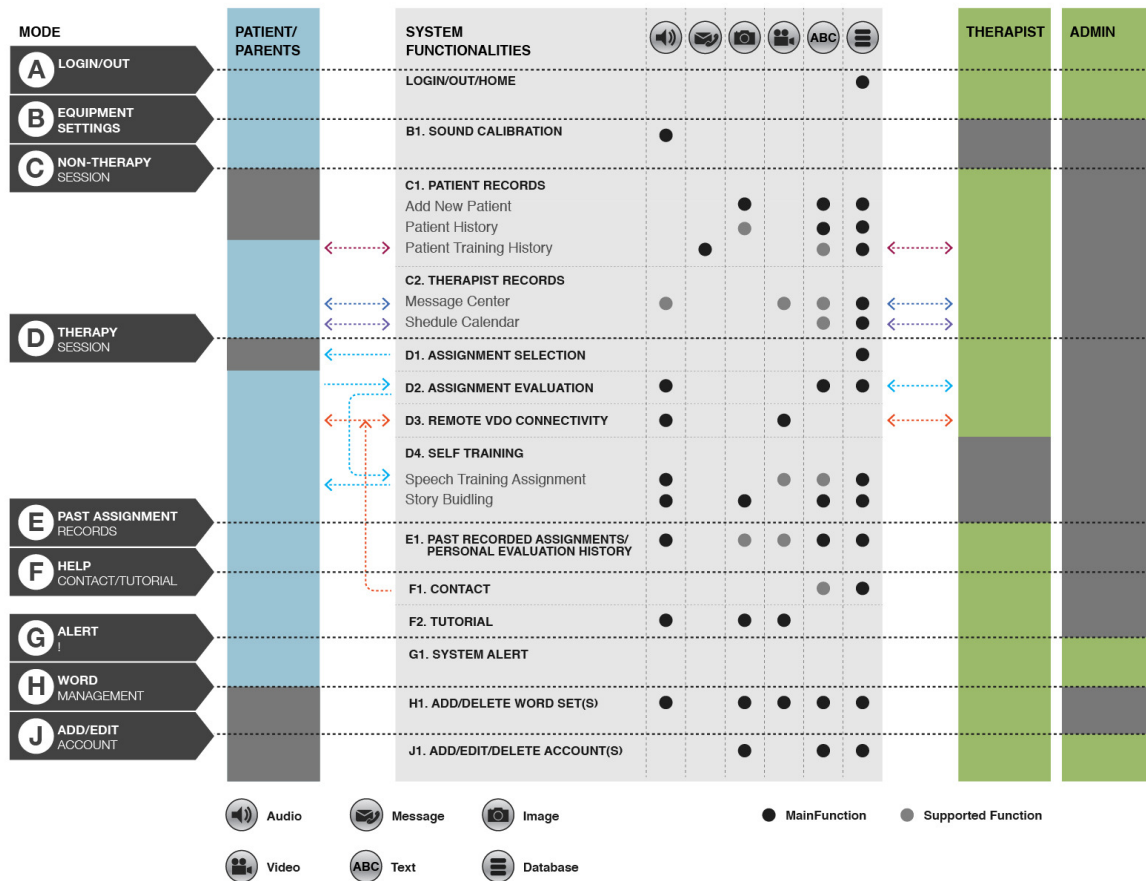 MODE
PATIENT/
PARENTS
SYSTEM
FUNCTIONALITIES
ABC
THERAPIST
ADMIN
A LOGIN/OUT
LOGIN/OUT/HOME
B EQUIPMENT
SETTINGS
B1. SOUND CALIBRATION
C NON-THERAPY
SESSION
C1. PATIENT RECORDS
Add New Patient
Patient History
Patient Training History
C2. THERAPIST RECORDS
Message Center
Shedule Calendar
D THERAPY
SESSION
D1. ASSIGNMENT SELECTION
D2. ASSIGNMENT EVALUATION
D3. REMOTE VDO CONNECTIVITY
D4. SELF TRAINING
Speech Training Assignment
Story Buidling
E PAST ASSIGNMENT
RECORDS
E1. PAST RECORDED ASSIGNMENTS/
PERSONAL EVALUATION HISTORY
F HELP
CONTACT/TUTORIAL
F1. CONTACT
F2. TUTORIAL
G ALERT
!
G1. SYSTEM ALERT
H WORD
MANAGEMENT
H1. ADD/DELETE WORD SET(S)
J ADD/EDIT
ACCOUNT
J1. ADD/EDIT/DELETE ACCOUNT(S)
Audio
Message
Image
MainFunction
Supported Function
Video
ABC Text
Database